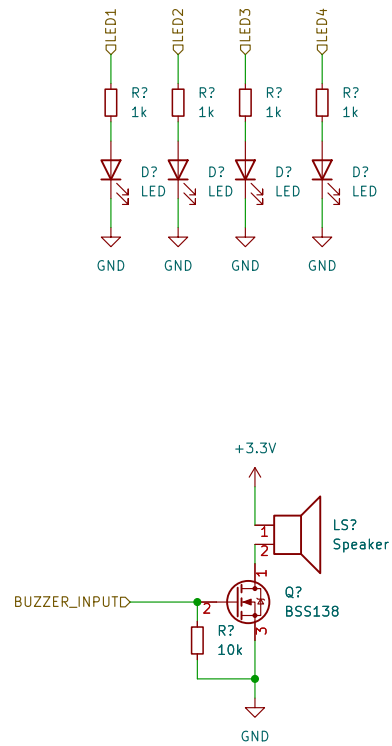 LED1 LED2 LED3 LED4
R? R? R? R?
1k 1k 1k 1k
D? D? D? D?
LED LED LED LED
GND GND GND GND
+3.3V
1 LS?
2 Speaker
1 Q?
BUZZER_INPUT 2 BSS138
R? 3
10k
GND